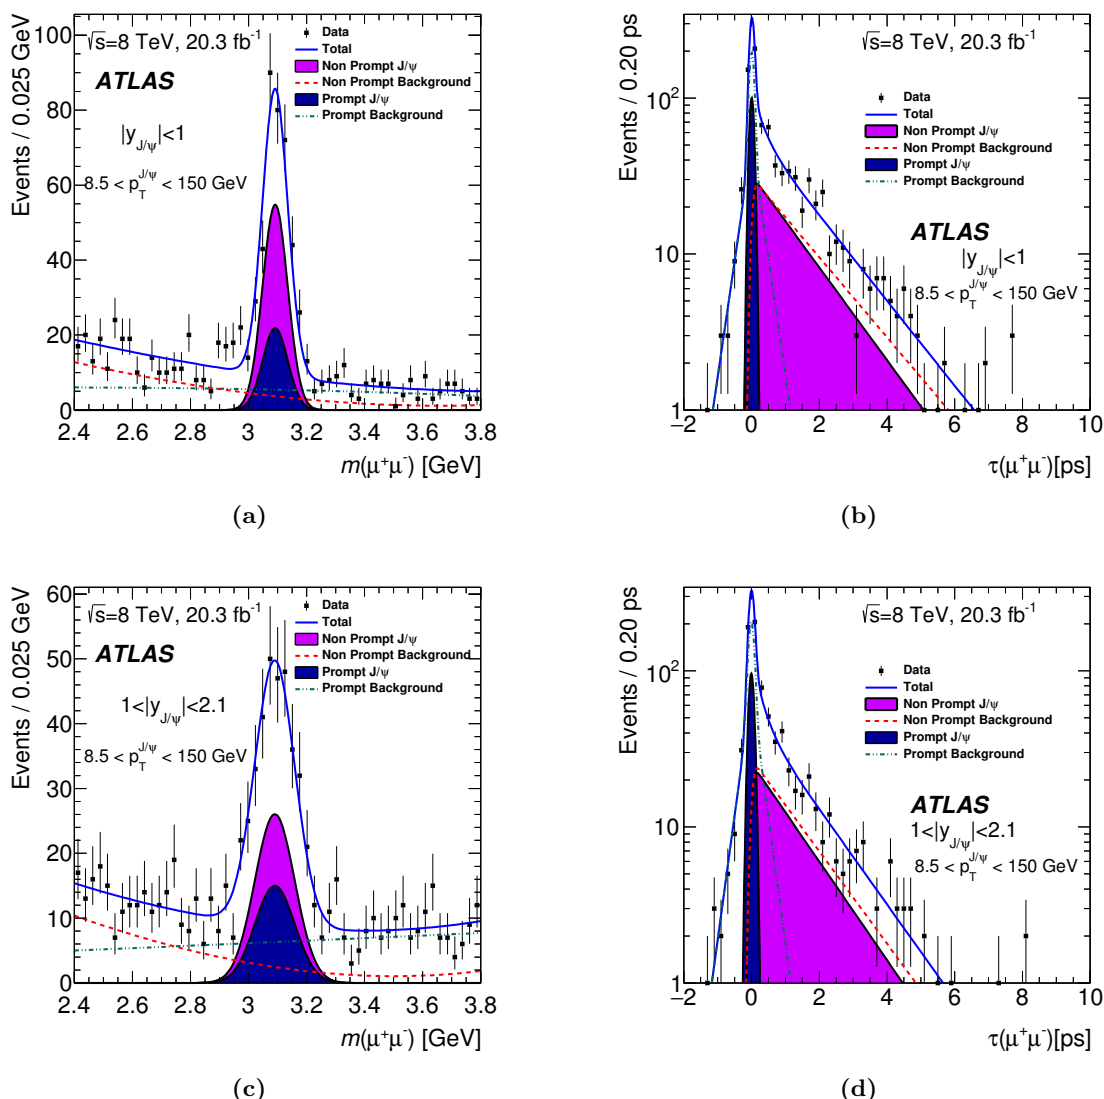 Events / 0.025 GeV
100
80
60
40
20
0
2.4 2.6 2.8 3 3.2 3.4 3.6 3.8
m(μ⁺μ⁻) [GeV]
√s=8 TeV, 20.3 fb⁻¹
ATLAS
|y_J/ψ|<1
8.5 < p_T^J/ψ < 150 GeV
Data
Total
Non Prompt J/ψ
Non Prompt Background
Prompt J/ψ
Prompt Background
(a)
Events / 0.20 ps
10²
10
1
−2 0 2 4 6 8 10
τ(μ⁺μ⁻)[ps]
√s=8 TeV, 20.3 fb⁻¹
Data
Total
Non Prompt J/ψ
Non Prompt Background
Prompt J/ψ
Prompt Background
ATLAS
|y_J/ψ|<1
8.5 < p_T^J/ψ < 150 GeV
(b)
Events / 0.025 GeV
60
50
40
30
20
10
0
2.4 2.6 2.8 3 3.2 3.4 3.6 3.8
m(μ⁺μ⁻) [GeV]
√s=8 TeV, 20.3 fb⁻¹
ATLAS
1<|y_J/ψ|<2.1
8.5 < p_T^J/ψ < 150 GeV
Data
Total
Non Prompt J/ψ
Non Prompt Background
Prompt J/ψ
Prompt Background
(c)
Events / 0.20 ps
10²
10
1
−2 0 2 4 6 8 10
τ(μ⁺μ⁻)[ps]
√s=8 TeV, 20.3 fb⁻¹
Data
Total
Non Prompt J/ψ
Non Prompt Background
Prompt J/ψ
Prompt Background
ATLAS
1<|y_J/ψ|<2.1
8.5 < p_T^J/ψ < 150 GeV
(d)